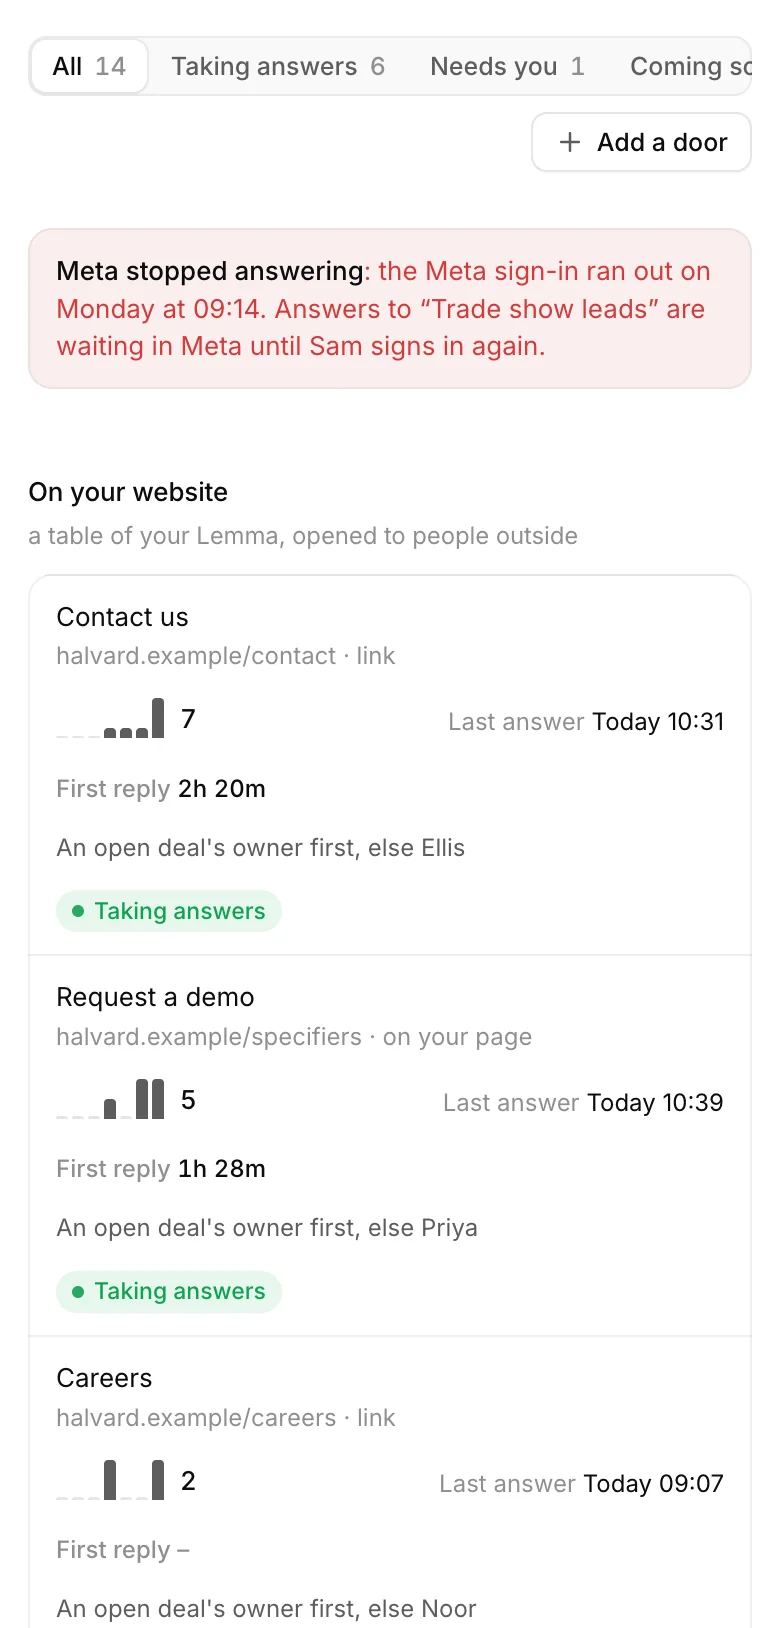 All 14 Taking answers 6 Needs you 1 Coming
+ Add a door
Meta stopped answering: the Meta sign-in ran out on
Monday at 09:14. Answers to “Trade show leads” are
waiting in Meta until Sam signs in again.
On your website
a table of your Lemma, opened to people outside
Contact us
halvard.example/contact · link
7 Last answer Today 10:31
First reply 2h 20m
An open deal's owner first, else Ellis
Taking answers
Request a demo
halvard.example/specifiers · on your page
5 Last answer Today 10:39
First reply 1h 28m
An open deal's owner first, else Priya
Taking answers
Careers
halvard.example/careers · link
2 Last answer Today 09:07
First reply –
An open deal's owner first, else Noor